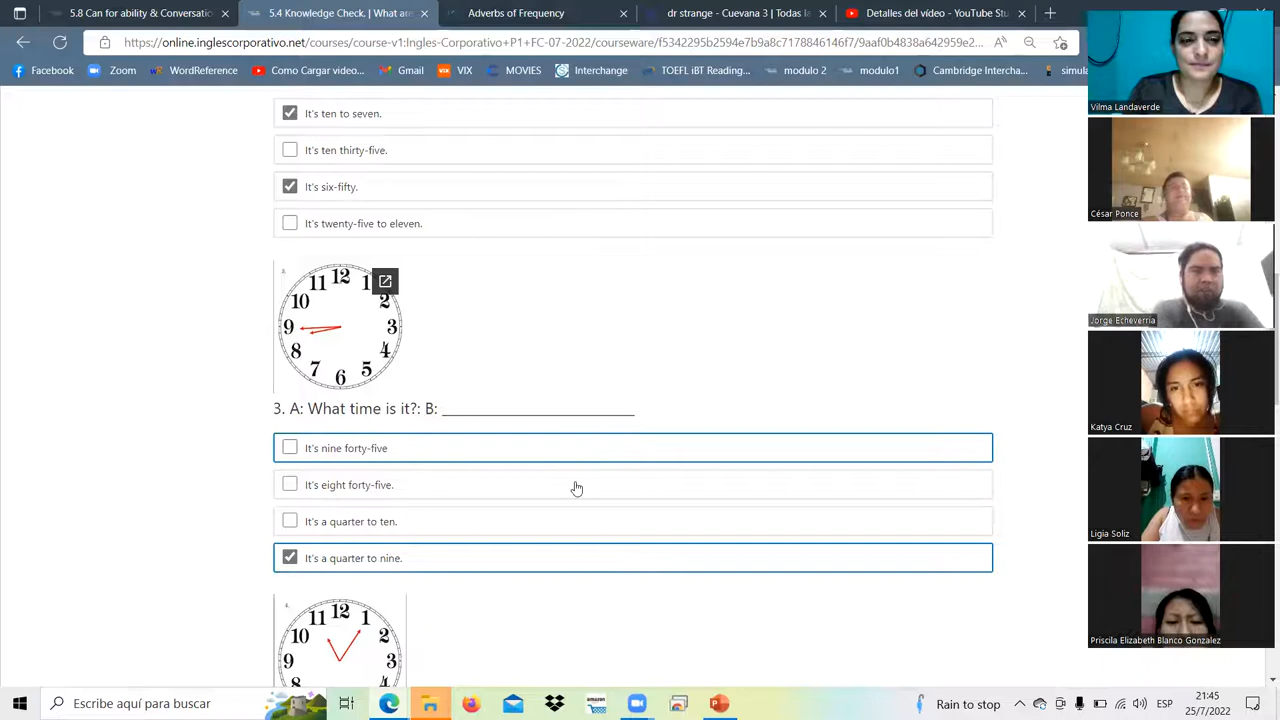 5.8 Can for ability & Conversatio
5.4 Knowledge Check. | What are
Adverbs of Frequency
dr strange - Cuevana 3 | Todas la
Detalles del vídeo - YouTube Stu
https://online.inglescorporativo.net/courses/course-v1:Ingles-Corporativo+P1+FC-07-2022/courseware/f5342295b2594e7b9a8c7178846146f7/9aaf0b4838a642959e2...
Facebook
Zoom
WordReference
Como Cargar video...
Gmail
VIX
MOVIES
Interchange
TOEFL iBT Reading...
modulo 2
modulo1
Cambridge Intercha...
simula
It's ten to seven.
It's ten thirty-five.
It's six-fifty.
It's twenty-five to eleven.
3.
12
11
1
10
2
9
3
8
4
7
5
6
3. A: What time is it?: B: ______________________
It's nine forty-five
It's eight forty-five.
It's a quarter to ten.
It's a quarter to nine.
12
11
1
10
2
9
3
8
4
Vilma Landaverde
César Ponce
Jorge Echeverria
Katya Cruz
Ligia Soliz
Priscila Elizabeth Blanco Gonzalez
Escribe aquí para buscar
Rain to stop
ESP
21:45
25/7/2022